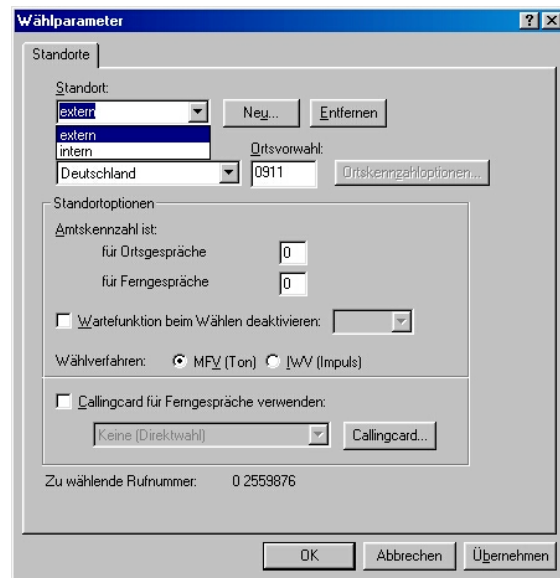 Wählparameter
Standorte
Standort:
extern
Neu...
Entfernen
extern
intern
Ortsvorwahl:
Deutschland
0911
Ortskennzahloptionen...
Standortoptionen
Amtskennzahl ist:
für Ortsgespräche 0
für Ferngespräche 0
Wartefunktion beim Wählen deaktivieren:
Wählverfahren: MFV (Ton) IWV (Impuls)
Callingcard für Ferngespräche verwenden:
Keine (Direktwahl) Callingcard...
Zu wählende Rufnummer: 0 2559876
OK Abbrechen Übernehmen